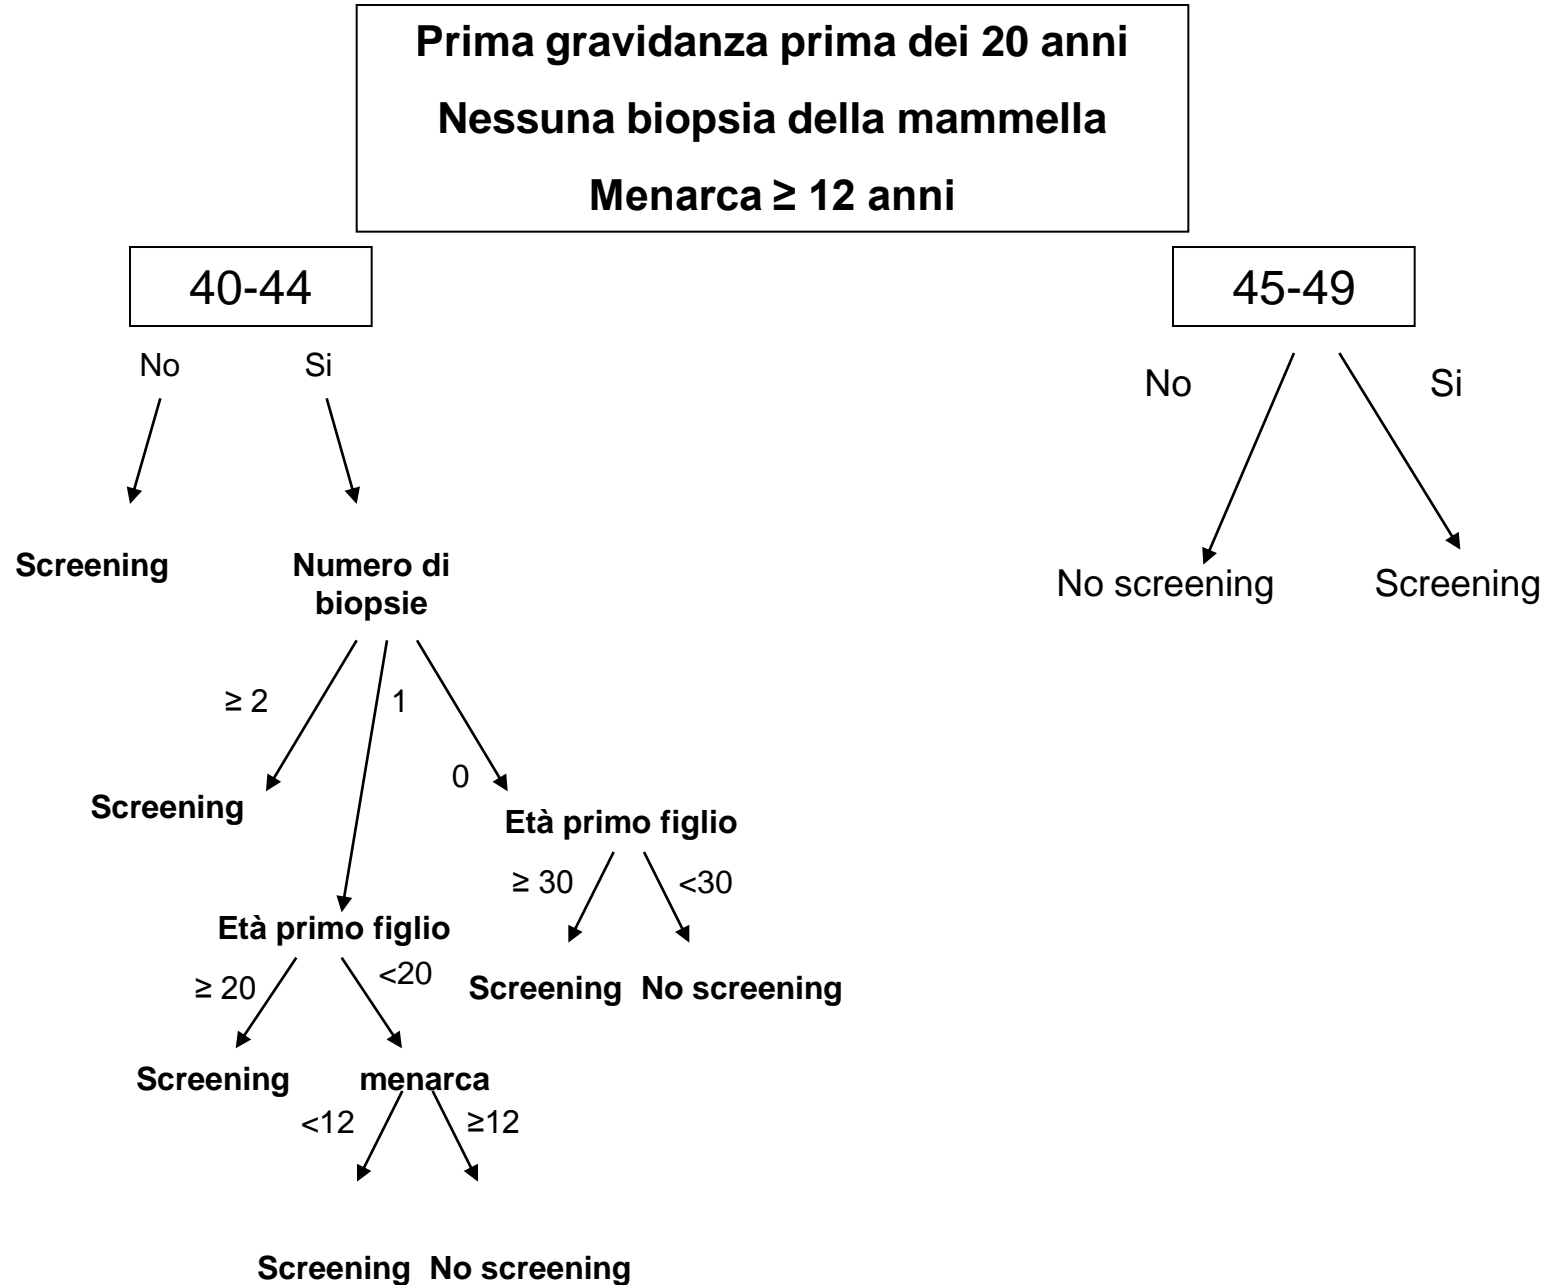 Prima gravidanza prima dei 20 anni
Nessuna biopsia della mammella
Menarca ≥ 12 anni
40-44
45-49
No
Si
No
Si
Screening
Numero di
biopsie
No screening
Screening
≥ 2
1
0
Screening
Età primo figlio
≥ 30
<30
Età primo figlio
≥ 20
<20
Screening
No screening
Screening
menarca
<12
≥12
Screening
No screening